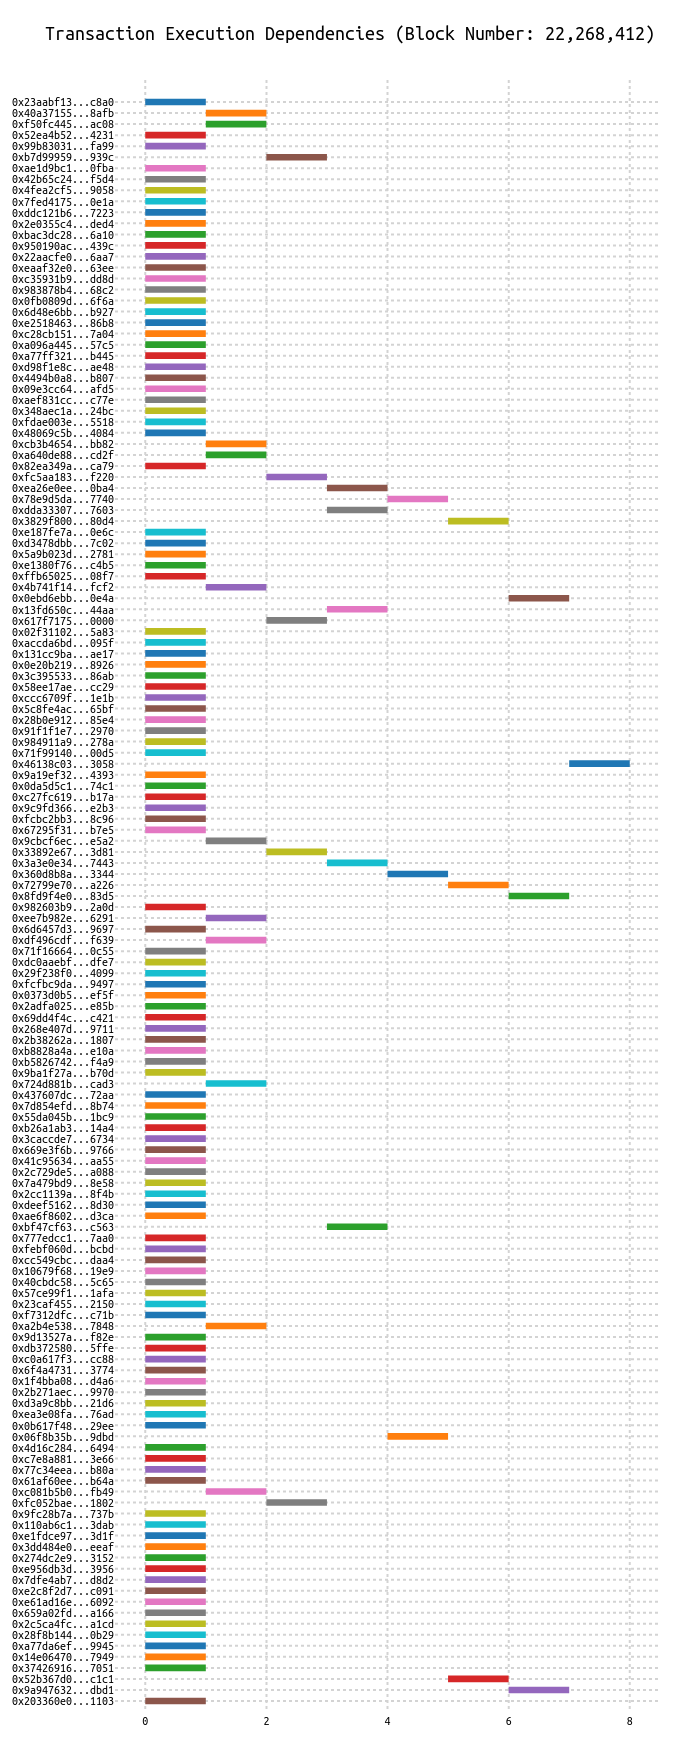 Transaction Execution Dependencies (Block Number: 22,268,412)
0x23aabf13...c8a0
0x40a37155...8afb
0xf50fc445...ac08
0x52ea4b52...4231
0x99b83031...fa99
0xb7d99959...939c
0xae1d9bc1...0fba
0x42b65c24...f5d4
0x4fea2cf5...9058
0x7fed4175...0e1a
0xddc121b6...7223
0x2e0355c4...ded4
0xbac3dc28...6a10
0x950190ac...439c
0x22aacfe0...6aa7
0xeaaf32e0...63ee
0xc35931b9...dd8d
0x983878b4...68c2
0x0fb0809d...6f6a
0x6d48e6bb...b927
0xe2518463...86b8
0xc28cb151...7a04
0xa096a445...57c5
0xa77ff321...b445
0xd98f1e8c...ae48
0x4494b0a8...b807
0x09e3cc64...afd5
0xaef831cc...c77e
0x348aec1a...24bc
0xfdae003e...5518
0x48069c5b...4084
0xcb3b4654...bb82
0xa640de88...cd2f
0x82ea349a...ca79
0xfc5aa183...f220
0xea26e0ee...0ba4
0x78e9d5da...7740
0xdda33307...7603
0x3829f800...80d4
0xe187fe7a...0e6c
0xd3478dbb...7c02
0x5a9b023d...2781
0xe1380f76...c4b5
0xffb65025...08f7
0x4b741f14...fcf2
0x0ebd6ebb...0e4a
0x13fd650c...44aa
0x617f7175...0000
0x02f31102...5a83
0xaccda6bd...095f
0x131cc9ba...ae17
0x0e20b219...8926
0x3c395533...86ab
0x58ee17ae...cc29
0xccc6709f...1e1b
0x5c8fe4ac...65bf
0x28b0e912...85e4
0x91f1f1e7...2970
0x984911a9...278a
0x71f99140...00d5
0x46138c03...3058
0x9a19ef32...4393
0x0da5d5c1...74c1
0xc27fc619...b17a
0x9c9fd366...e2b3
0xfcbc2bb3...8c96
0x67295f31...b7e5
0x9cbcf6ec...e5a2
0x33892e67...3d81
0x3a3e0e34...7443
0x360d8b8a...3344
0x72799e70...a226
0x8fd9f4e0...83d5
0x982603b9...2a0d
0xee7b982e...6291
0x6d6457d3...9697
0xdf496cdf...f639
0x71f16664...0c55
0xdc0aaebf...dfe7
0x29f238f0...4099
0xfcfbc9da...9497
0x0373d0b5...ef5f
0x2adfa025...e85b
0x69dd4f4c...c421
0x268e407d...9711
0x2b38262a...1807
0xb8828a4a...e10a
0xb5826742...f4a9
0x9ba1f27a...b70d
0x724d881b...cad3
0x437607dc...72aa
0x7d854efd...8b74
0x55da045b...1bc9
0xb26a1ab3...14a4
0x3caccde7...6734
0x669e3f6b...9766
0x41c95634...aa55
0x2c729de5...a088
0x7a479bd9...8e58
0x2cc1139a...8f4b
0xdeef5162...8d30
0xae6f8602...d3ca
0xbf47cf63...c563
0x777edcc1...7aa0
0xfebf060d...bcbd
0xcc549cbc...daa4
0x10679f68...19e9
0x40cbdc58...5c65
0x57ce99f1...1afa
0x23caf455...2150
0xf7312dfc...c71b
0xa2b4e538...7848
0x9d13527a...f82e
0xdb372580...5ffe
0xc0a617f3...cc88
0x6f4a4731...3774
0x1f4bba08...d4a6
0x2b271aec...9970
0xd3a9c8bb...21d6
0xea3e08fa...76ad
0x0b617f48...29ee
0x06f8b35b...9dbd
0x4d16c284...6494
0xc7e8a881...3e66
0x77c34eea...b80a
0x61af60ee...b64a
0xc081b5b0...fb49
0xfc052bae...1802
0x9fc28b7a...737b
0x110ab6c1...3dab
0xe1fdce97...3d1f
0x3dd484e0...eeaf
0x274dc2e9...3152
0xe956db3d...3956
0x7dfe4ab7...d8d2
0xe2c8f2d7...c091
0xe61ad16e...6092
0x659a02fd...a166
0x2c5ca4fc...a1cd
0x28f8b144...0b29
0xa77da6ef...9945
0x14e06470...7949
0x37426916...7051
0x52b367d0...c1c1
0x9a947632...dbd1
0x203360e0...1103
0 2 4 6 8